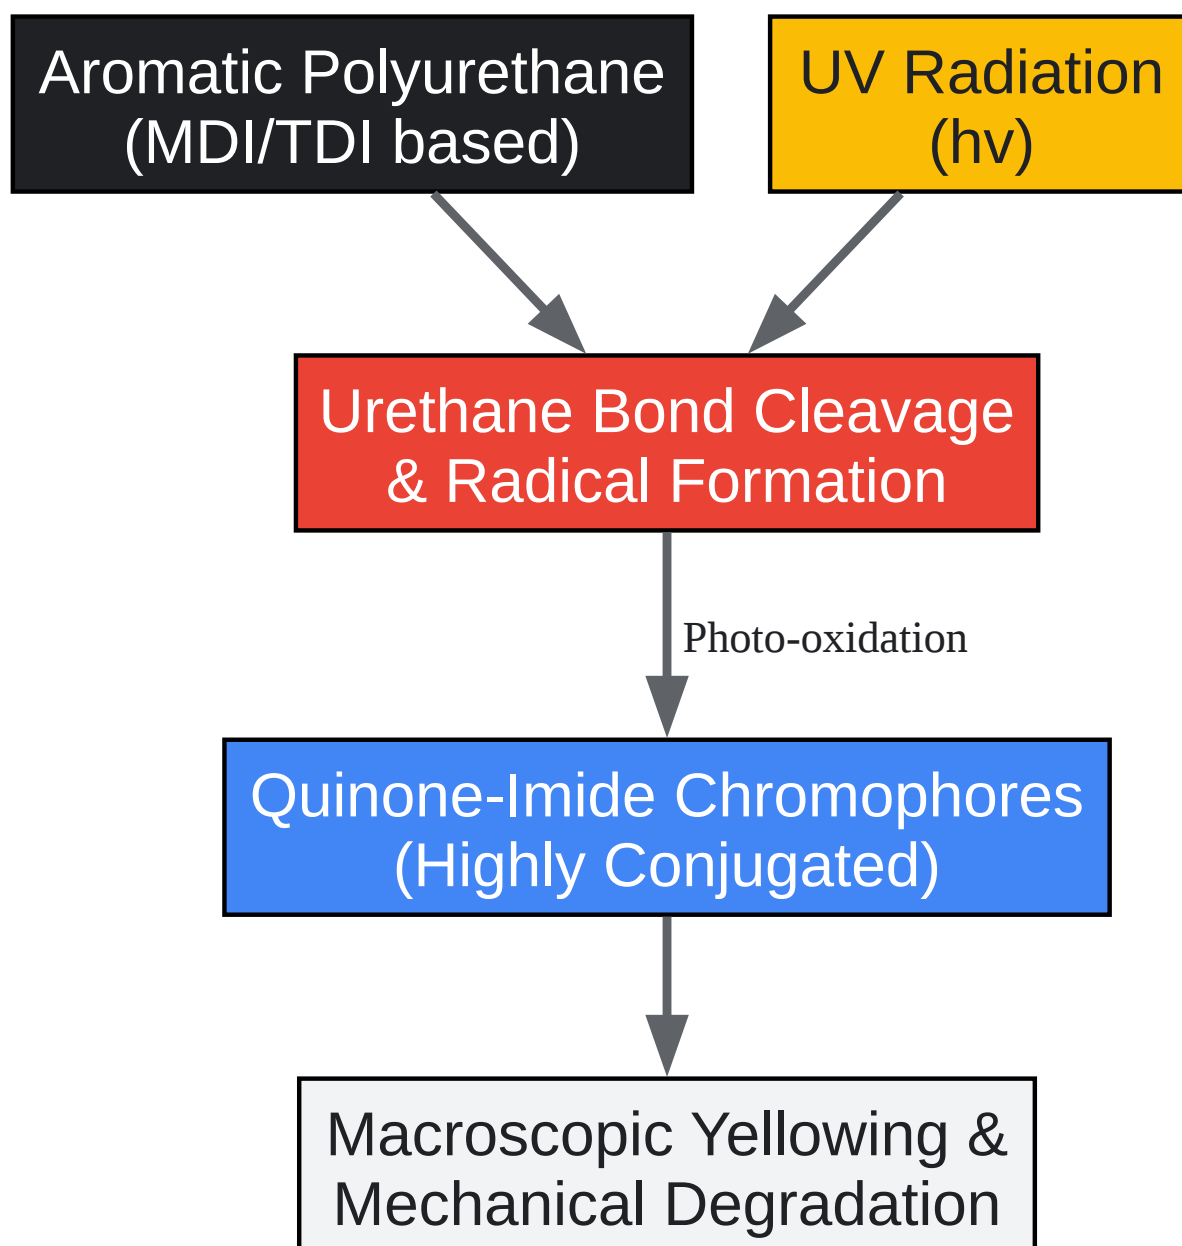 Aromatic Polyurethane
(MDI/TDI based)
UV Radiation
(hv)
Urethane Bond Cleavage
& Radical Formation
Photo-oxidation
Quinone-Imide Chromophores
(Highly Conjugated)
Macroscopic Yellowing &
Mechanical Degradation